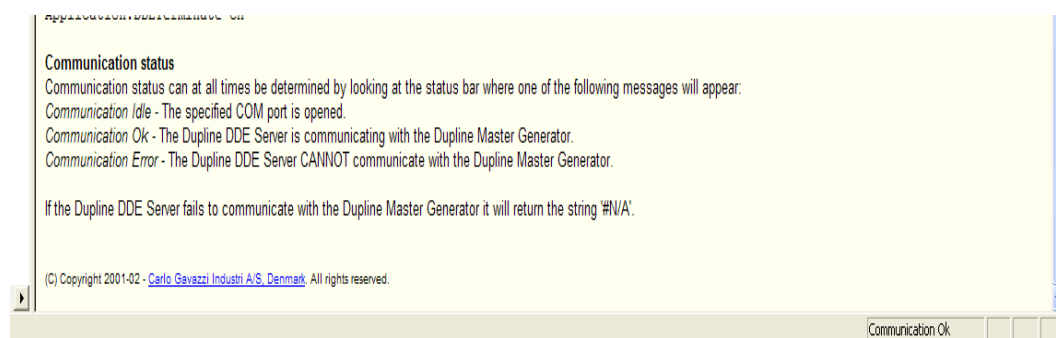 Application.DDETerminate Ch
Communication status
Communication status can at all times be determined by looking at the status bar where one of the following messages will appear:
Communication Idle - The specified COM port is opened.
Communication Ok - The Dupline DDE Server is communicating with the Dupline Master Generator.
Communication Error - The Dupline DDE Server CANNOT communicate with the Dupline Master Generator.
If the Dupline DDE Server fails to communicate with the Dupline Master Generator it will return the string '#N/A'.
(C) Copyright 2001-02 - Carlo Gavazzi Industri A/S, Denmark. All rights reserved.
Communication Ok